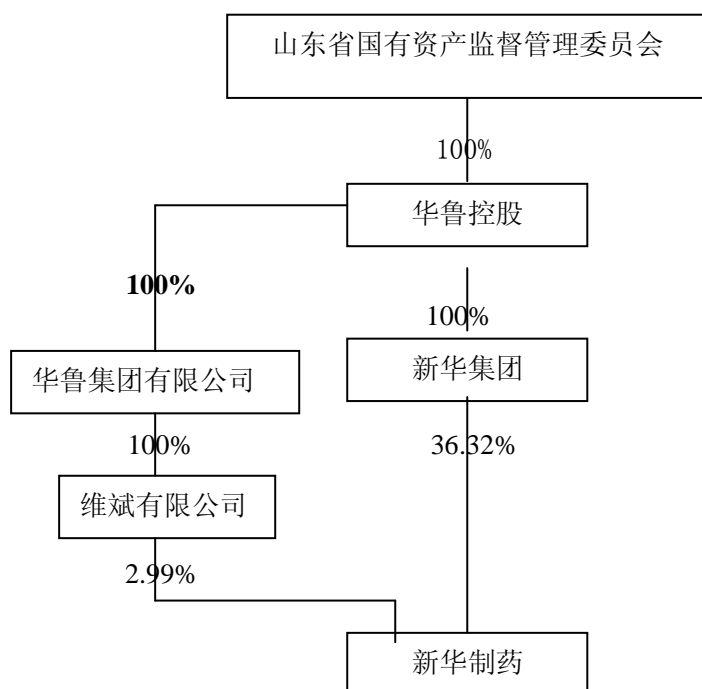 山东省国有资产监督管理委员会
100%
华鲁控股
100%
100%
华鲁集团有限公司
新华集团
100%
36.32%
维斌有限公司
2.99%
新华制药